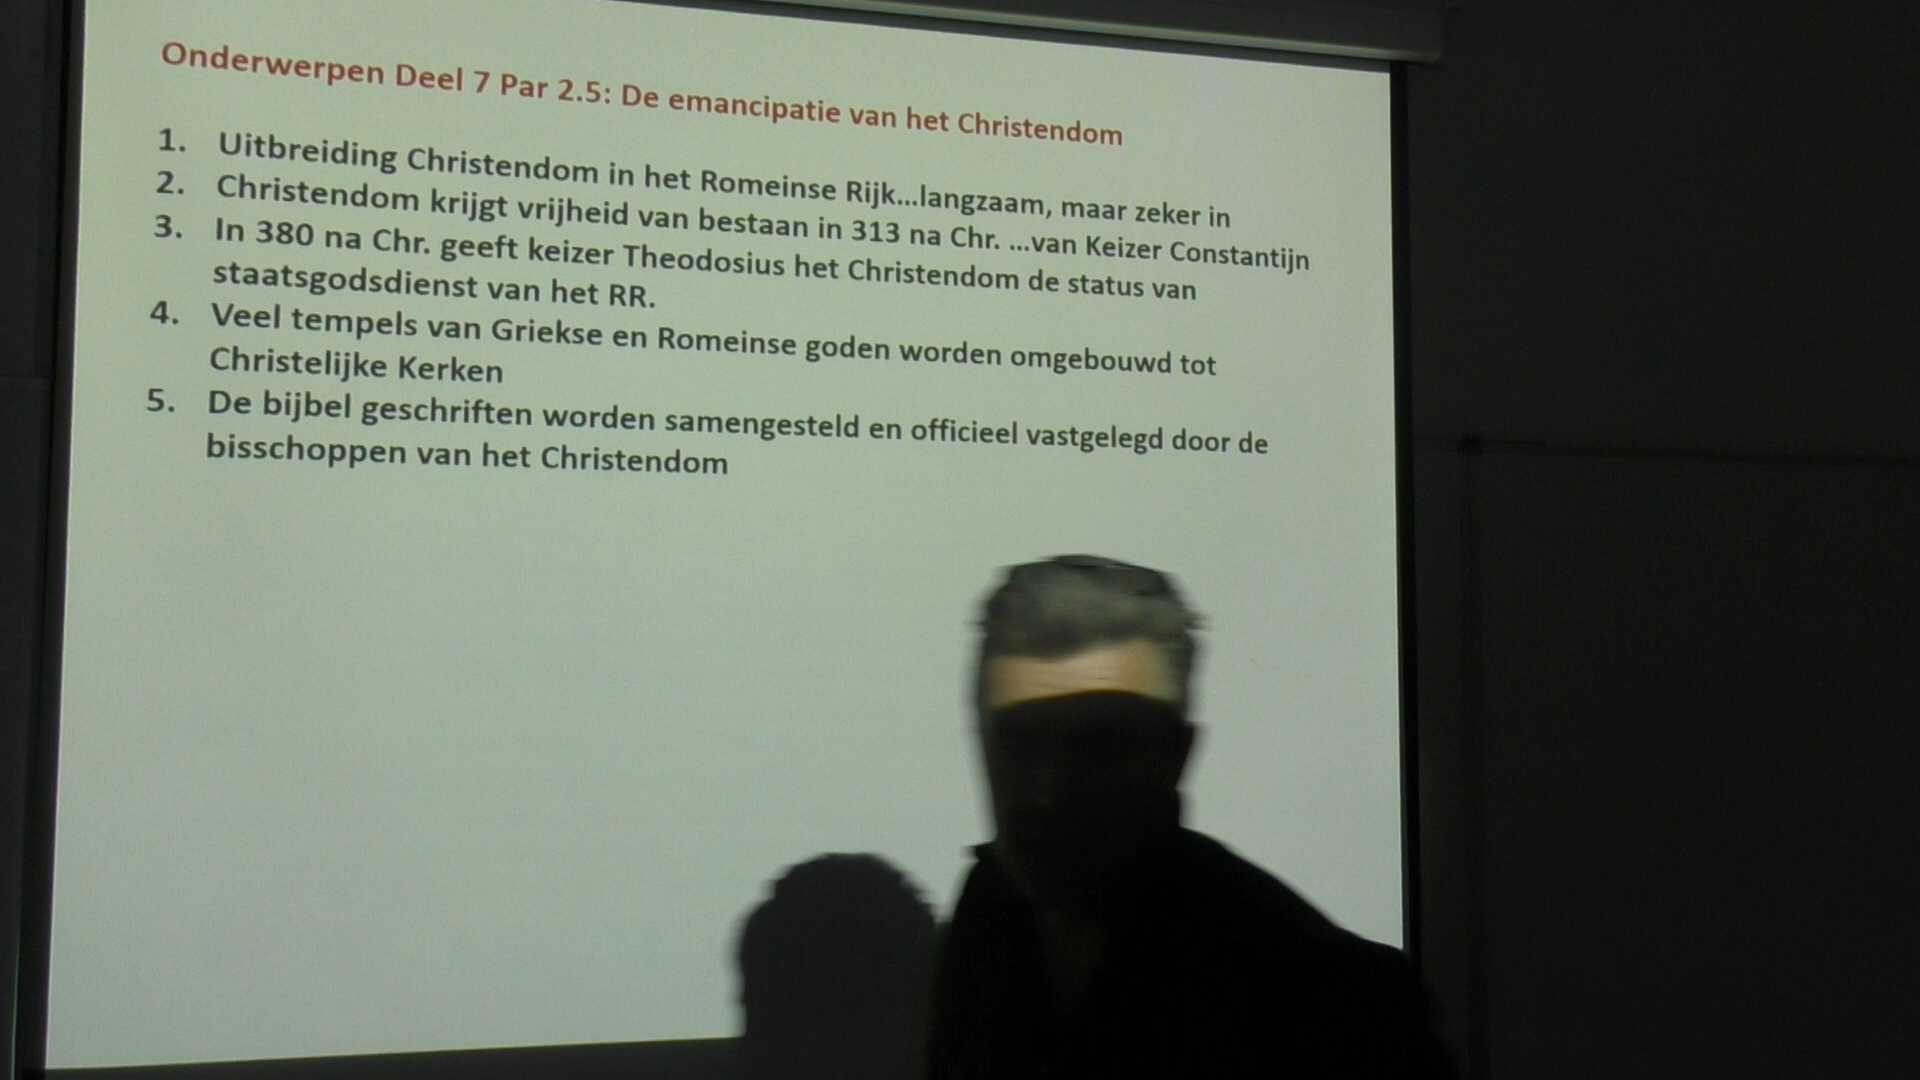 Onderwerpen Deel 7 Par 2.5: De emancipatie van het Christendom
1. Uitbreiding Christendom in het Romeinse Rijk...langzaam, maar zeker in
2. Christendom krijgt vrijheid van bestaan in 313 na Chr. ...van Keizer Constantijn
3. In 380 na Chr. geeft keizer Theodosius het Christendom de status van
staatsgodsdienst van het RR.
4. Veel tempels van Griekse en Romeinse goden worden omgebouwd tot
Christelijke Kerken
5. De bijbel geschriften worden samengesteld en officieel vastgelegd door de
bisschoppen van het Christendom